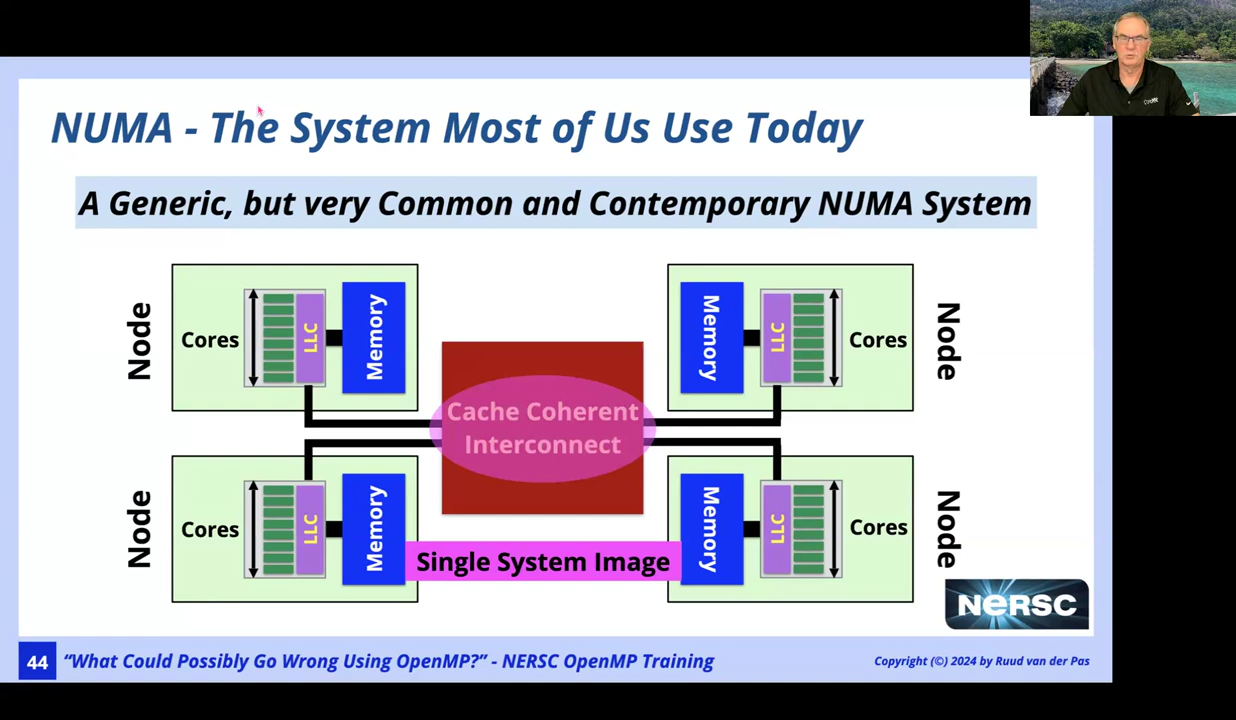 NUMA - The System Most of Us Use Today
A Generic, but very Common and Contemporary NUMA System
Node
Cores
LLC
Memory
Memory
LLC
Cores
Node
Cache Coherent
Interconnect
Node
Cores
LLC
Memory
Single System Image
Memory
LLC
Cores
Node
NeRSC
44
“What Could Possibly Go Wrong Using OpenMP?” - NERSC OpenMP Training
Copyright (©) 2024 by Ruud van der Pas